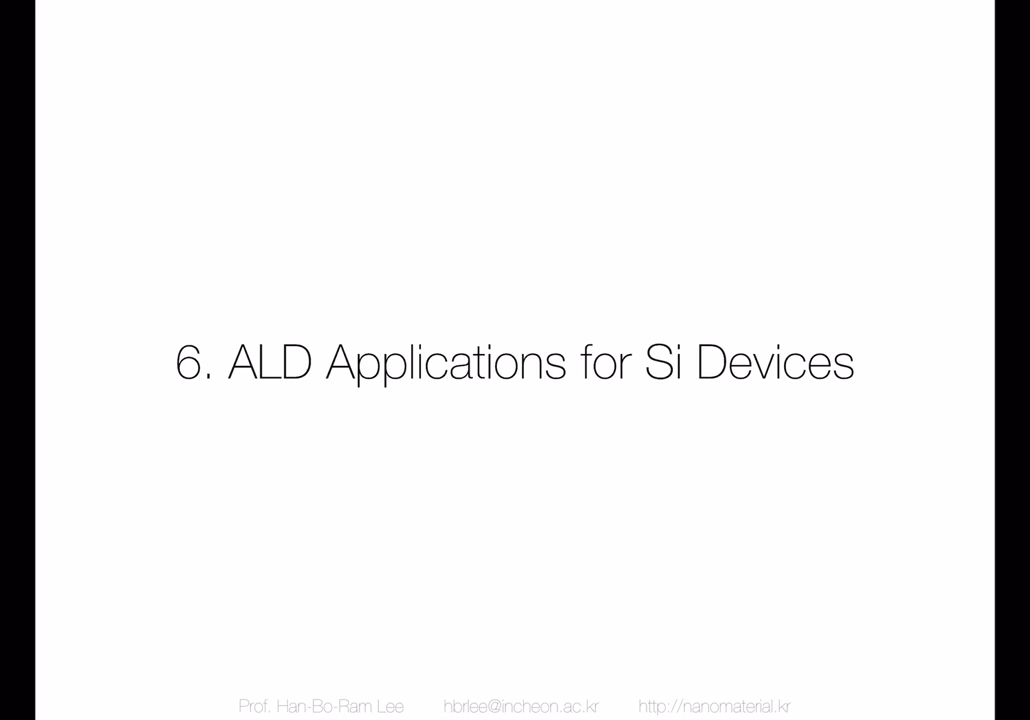 6. ALD Applications for Si Devices
Prof. Han-Bo-Ram Lee hbrlee@incheon.ac.kr http://nanomaterial.kr